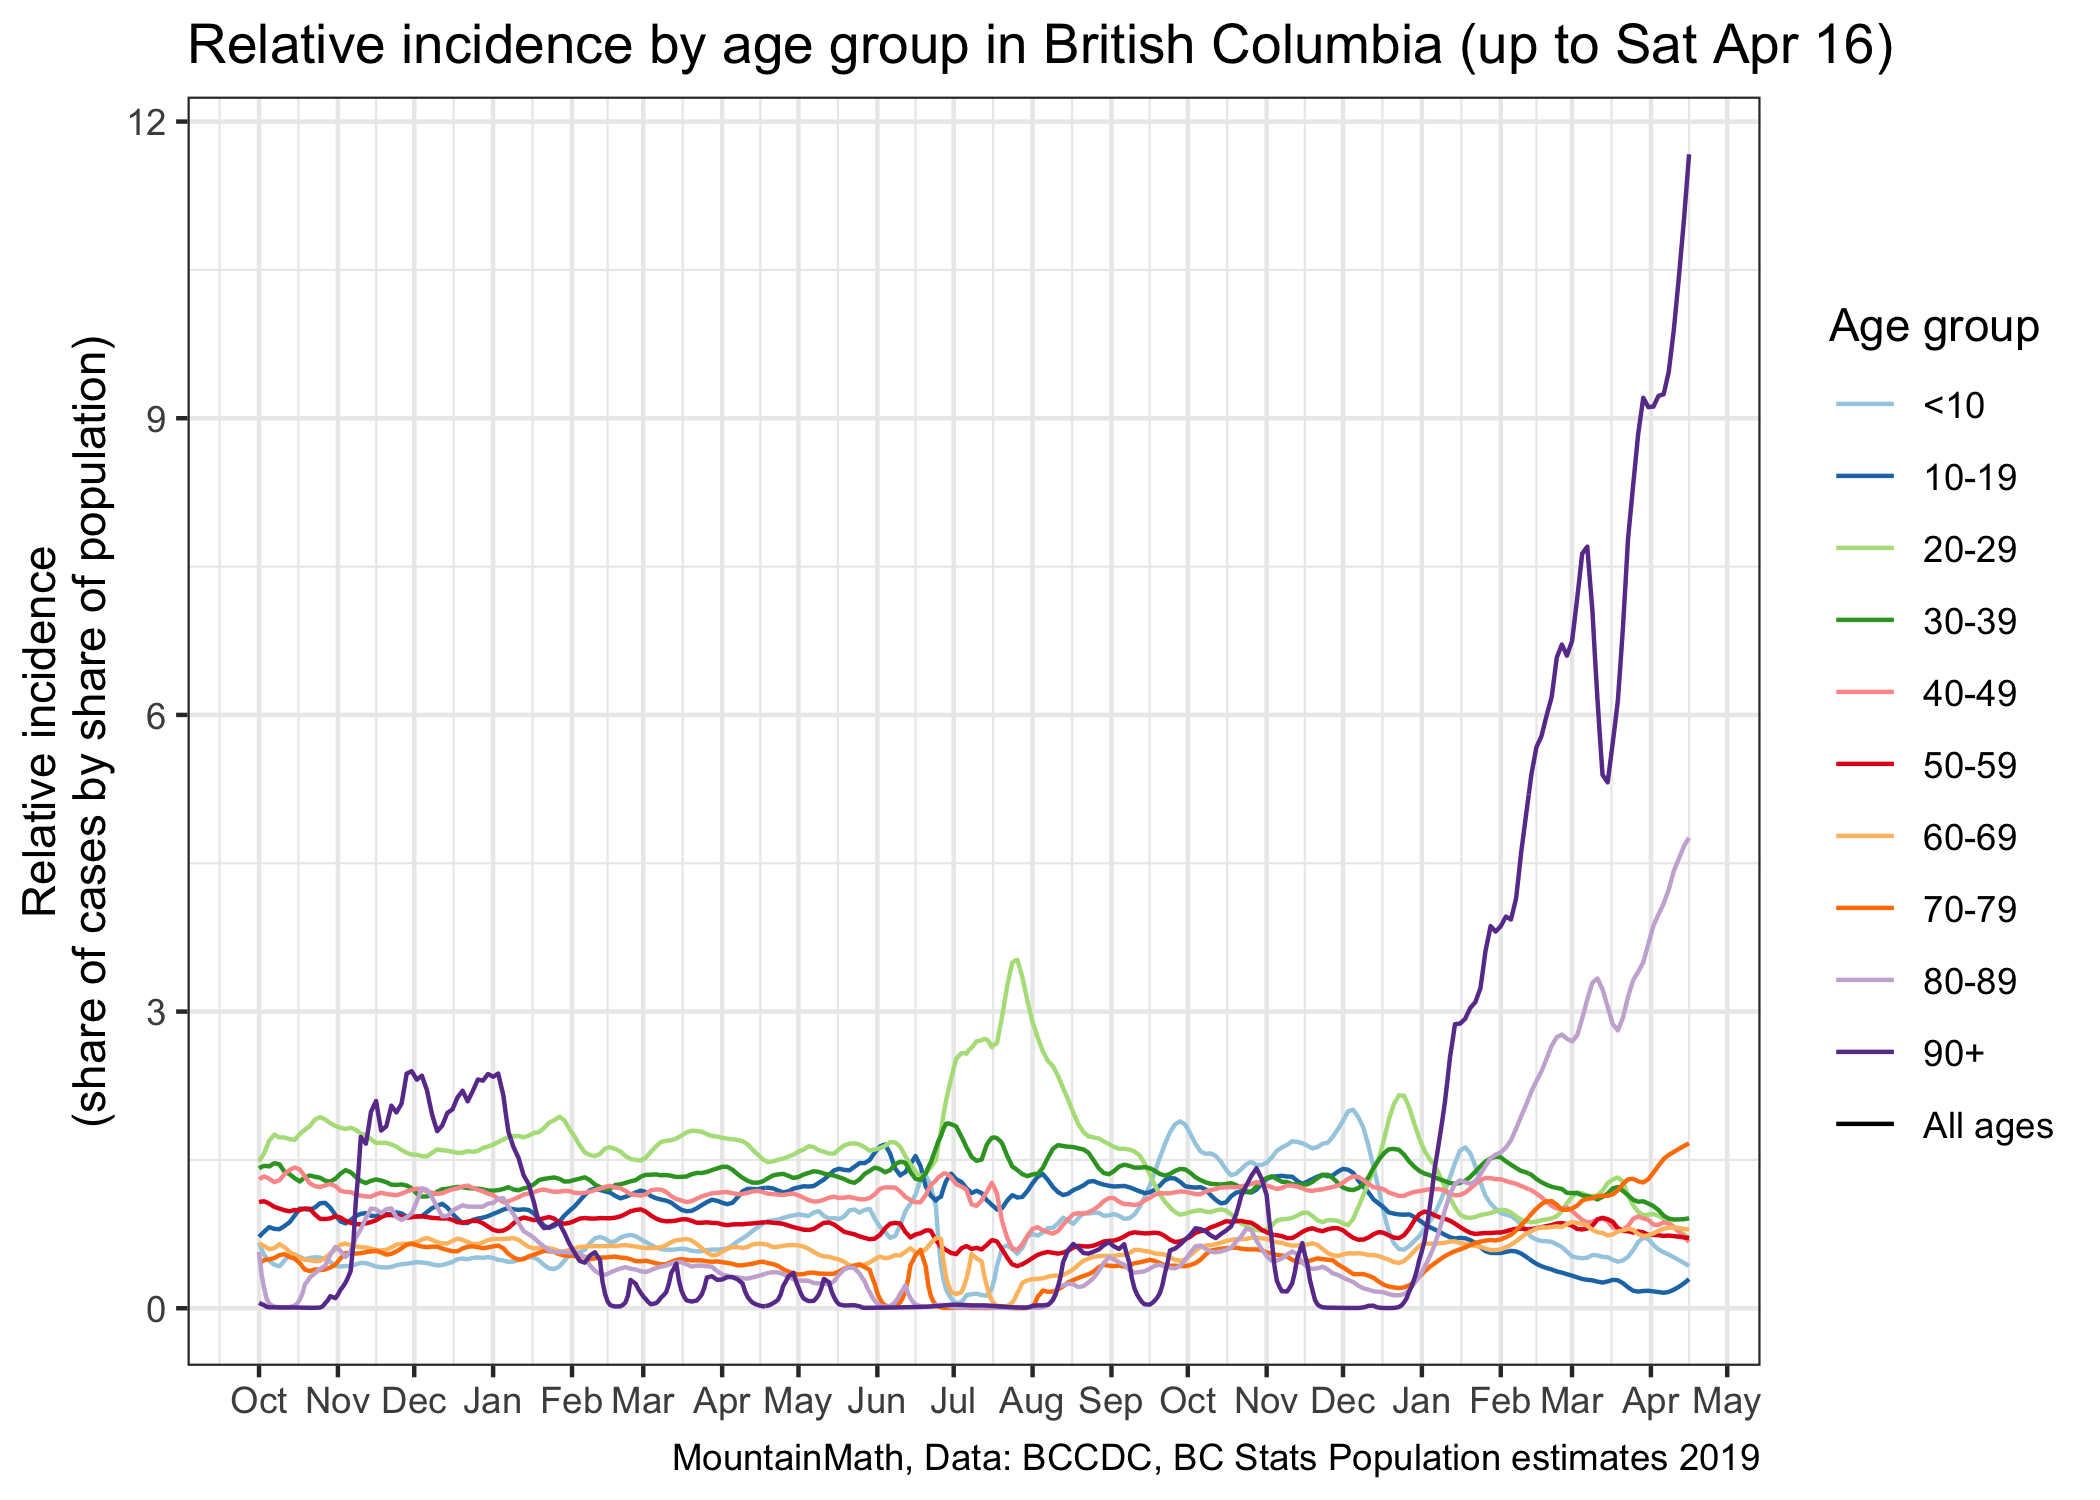 Relative incidence by age group in British Columbia (up to Sat Apr 16)
Relative incidence
(share of cases by share of population)
12
9
6
3
0
Oct Nov Dec Jan Feb Mar Apr May Jun Jul Aug Sep Oct Nov Dec Jan Feb Mar Apr May
Age group
<10
10-19
20-29
30-39
40-49
50-59
60-69
70-79
80-89
90+
All ages
MountainMath, Data: BCCDC, BC Stats Population estimates 2019